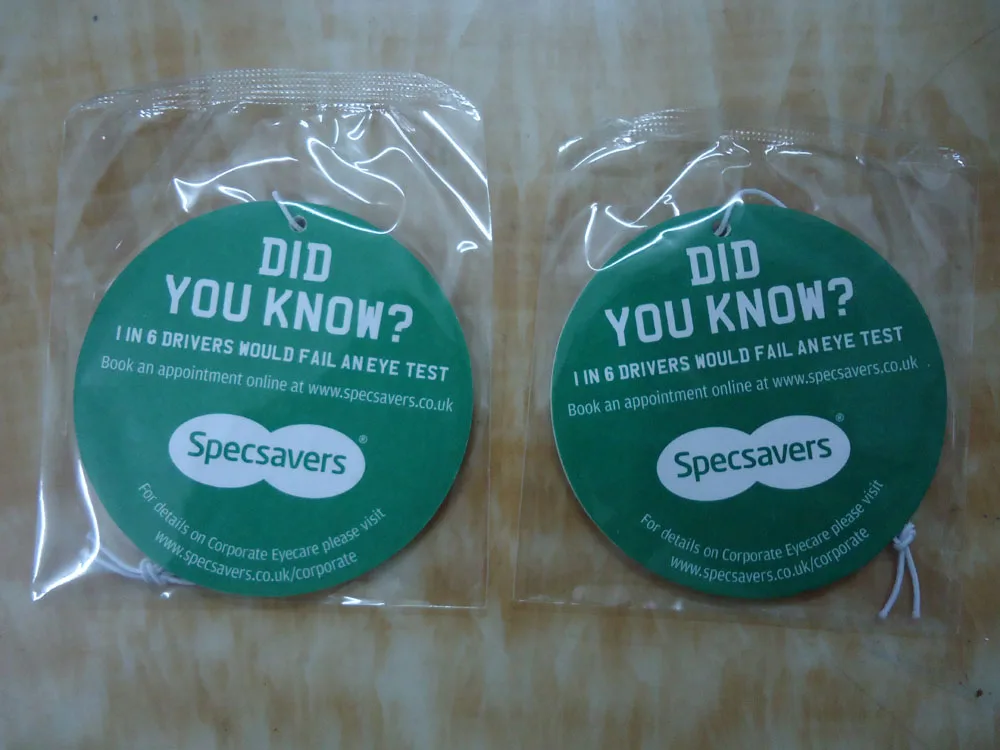 DID
YOU KNOW?
1 IN 6 DRIVERS WOULD FAIL AN EYE TEST
Book an appointment online at www.specsavers.co.uk
Specsavers®
For details on Corporate Eyecare please visit
www.specsavers.co.uk/corporate
DID
YOU KNOW?
1 IN 6 DRIVERS WOULD FAIL AN EYE TEST
Book an appointment online at www.specsavers.co.uk
Specsavers®
For details on Corporate Eyecare please visit
www.specsavers.co.uk/corporate